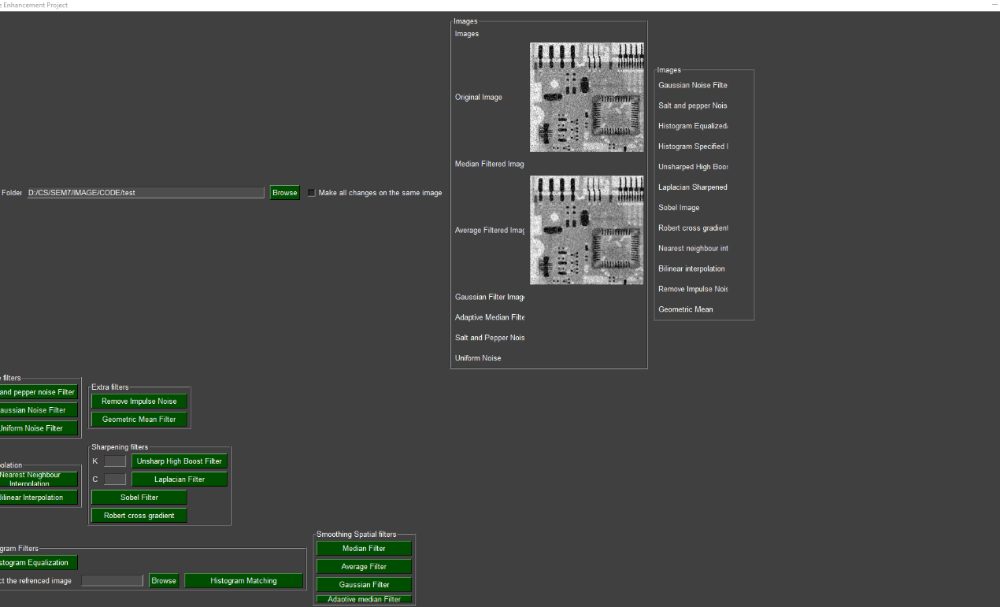 e Enhancement Project
Folder D:/CS/SEM7/IMAGE/CODE/test Browse Make all changes on the same image
Images
Images
Original Image
Median Filtered Imag
Average Filtered Imag
Gaussian Filter Image
Adaptive Median Filte
Salt and Pepper Nois
Uniform Noise
Images
Gaussian Noise Filte
Salt and pepper Nois
Histogram Equalized/
Histogram Specified I
Unsharped High Boos
Laplacian Sharpened
Sobel Image
Robert cross gradient
Nearest neighbour int
Bilinear interpolation
Remove Impulse Nois
Geometric Mean
e filters
and pepper noise Filter
aussian Noise Filter
Uniform Noise Filter
Extra filters
Remove Impulse Noise
Geometric Mean Filter
polation
Nearest Neighbour
Interpolation
Bilinear Interpolation
Sharpening filters
K Unsharp High Boost Filter
C Laplacian Filter
Sobel Filter
Robert cross gradient
gram Filters
stogram Equalization
ct the refrenced image Browse Histogram Matching
Smoothing Spatial filters
Median Filter
Average Filter
Gaussian Filter
Adaptive median Filter